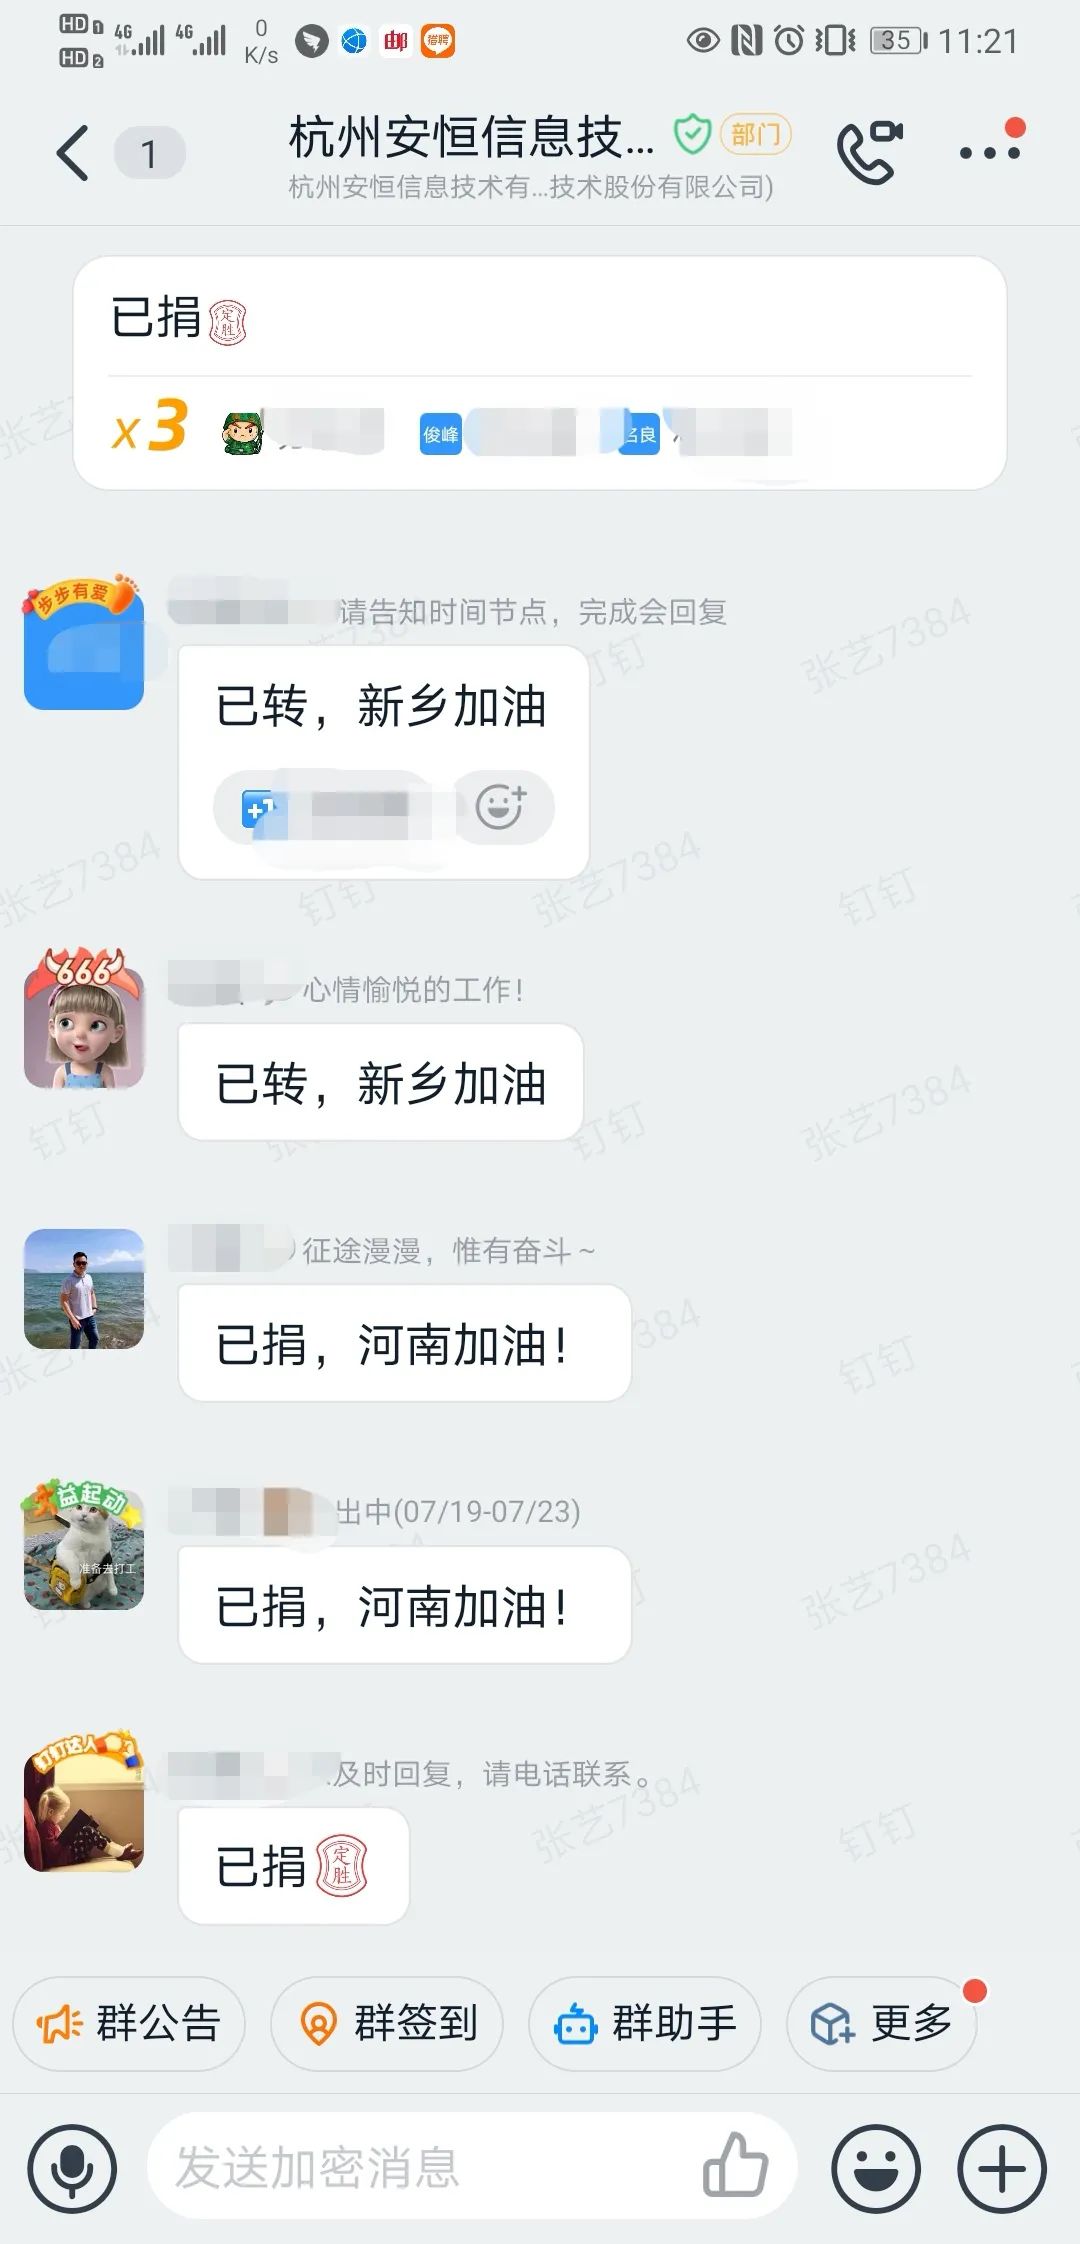 HD 1 4G 4G 0 K/s 邮 猎聘 35 11:21
HD 2
1 杭州安恒信息技... 部门
杭州安恒信息技术有...技术股份有限公司)
已捐 定胜
x3 俊峰 名良
步步有爱
请告知时间节点，完成会回复
已转，新乡加油
+1
666
心情愉悦的工作！
已转，新乡加油
征途漫漫，惟有奋斗～
已捐，河南加油！
益起动
准备去打工
出中(07/19-07/23)
已捐，河南加油！
钉钉达人
及时回复，请电话联系。
已捐 定胜
群公告 群签到 群助手 更多
发送加密消息
张艺7384
钉钉